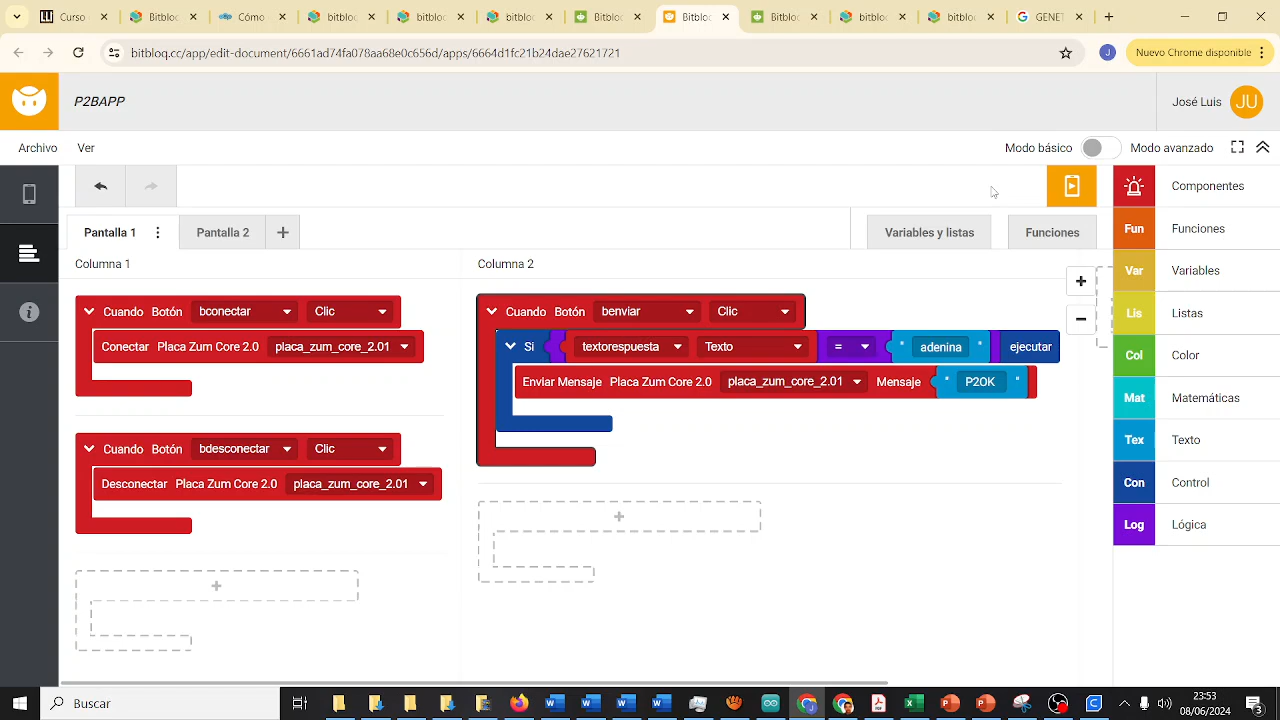 Bitbloq
Cóno
Bitbloq
Bitbloq
Bitbloq
Bitbloq
Bitbloq
Bitbloq
Bitbloq
Bitbloq
Bitbloq
GENE
bitbloq.cc/app/edit-document/6661ad74fa078aa68e0c656d/apps/6664d1fc21b24dae27621721
J
Nuevo Chrome disponible
P2BAPP
José Luis
JU
Archivo
Ver
Modo básico
Modo avanzado
Componentes
Pantalla 1
Pantalla 2
+
Variables y listas
Funciones
Fun
Funciones
Columna 1
Columna 2
Var
Variables
Cuando Botón bconectar Clic
Cuando Botón benviar Clic
Lis
Listas
Conectar Placa Zum Core 2.0 placa_zum_core_2.01
Si textorespuesta Texto = " adenina " ejecutar
Col
Color
Enviar Mensaje Placa Zum Core 2.0 placa_zum_core_2.01 Mensaje " P2OK "
Mat
Matemáticas
Cuando Botón bdesconectar Clic
Tex
Texto
Desconectar Placa Zum Core 2.0 placa_zum_core_2.01
Con
Control
Log
Lógica
Buscar
23:53
08/06/2024